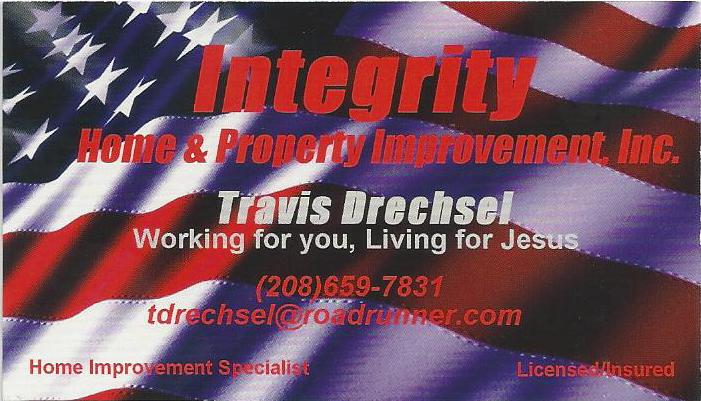 Integrity
Home & Property Improvement, Inc.
Travis Drechsel
Working for you, Living for Jesus
(208)659-7831
tdrechsel@roadrunner.com
Home Improvement Specialist
Licensed/Insured